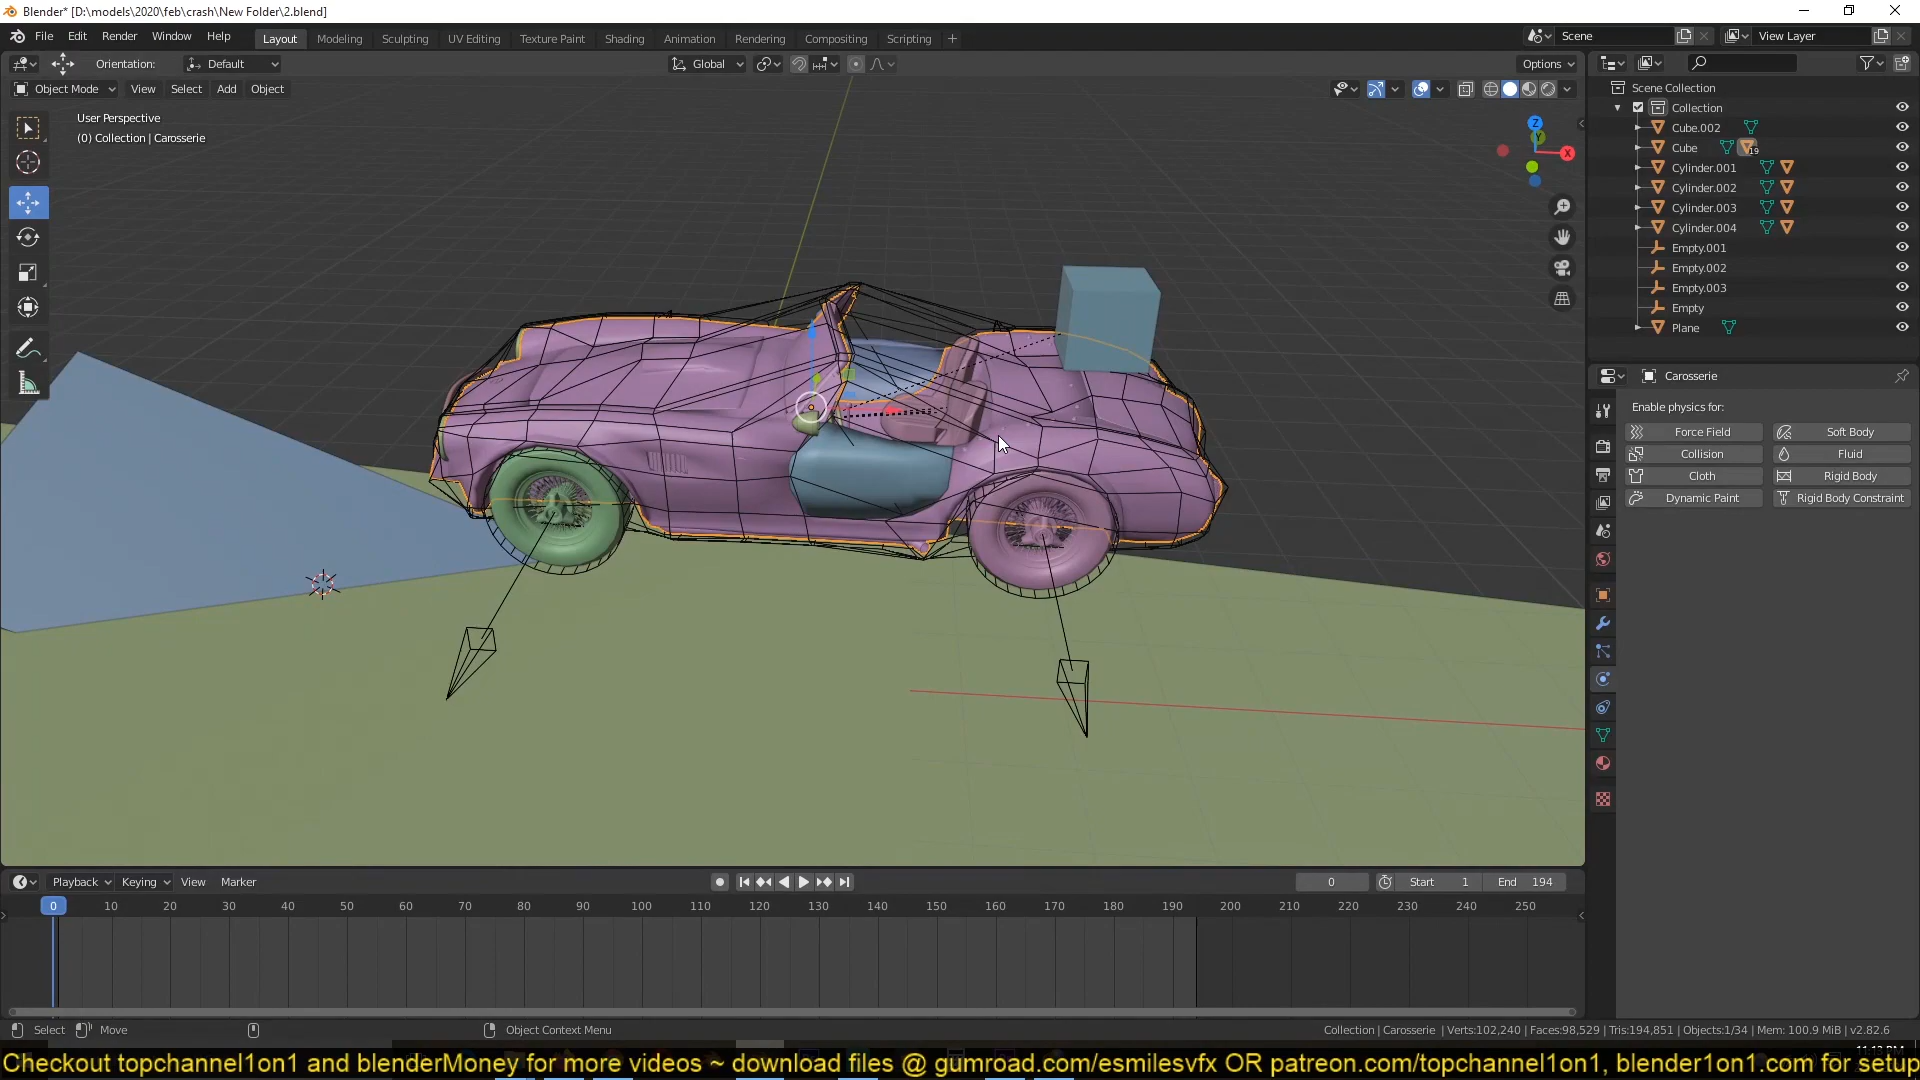 Blender* [D:\models\2020\feb\crash\New Folder\2.blend]
File Edit Render Window Help Layout Modeling Sculpting UV Editing Texture Paint Shading Animation Rendering Compositing Scripting + Scene View Layer
Orientation: Default Global Options
Object Mode View Select Add Object
User Perspective
(0) Collection | Carosserie
Z
Y
X
Scene Collection
Collection
Cube.002
Cube 19
Cylinder.001
Cylinder.002
Cylinder.003
Cylinder.004
Empty.001
Empty.002
Empty.003
Empty
Plane
Carosserie
Enable physics for:
Force Field Soft Body
Collision Fluid
Cloth Rigid Body
Dynamic Paint Rigid Body Constraint
Playback Keying View Marker 0 Start 1 End 194
0 10 20 30 40 50 60 70 80 90 100 110 120 130 140 150 160 170 180 190 200 210 220 230 240 250
Select Move Object Context Menu Collection | Carosserie | Verts:102,240 | Faces:98,529 | Tris:194,851 | Objects:1/34 | Mem: 100.9 MiB | v2.82.6
Checkout topchannel1on1 and blenderMoney for more videos ~ download files @ gumroad.com/esmilesvfx OR patreon.com/topchannel1on1, blender1on1.com for setup